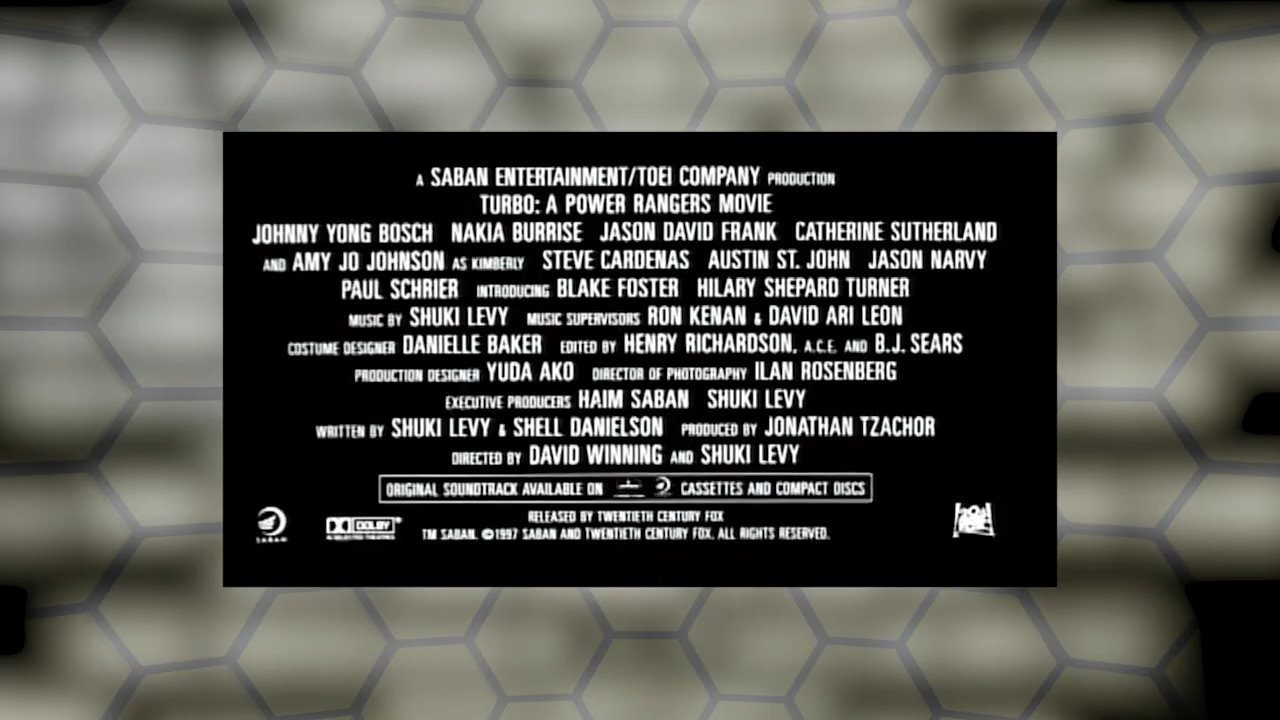 A SABAN ENTERTAINMENT/TOEI COMPANY PRODUCTION
TURBO: A POWER RANGERS MOVIE
JOHNNY YONG BOSCH NAKIA BURRISE JASON DAVID FRANK CATHERINE SUTHERLAND
AND AMY JO JOHNSON AS KIMBERLY STEVE CARDENAS AUSTIN ST. JOHN JASON NARVY
PAUL SCHRIER INTRODUCING BLAKE FOSTER HILARY SHEPARD TURNER
MUSIC BY SHUKI LEVY MUSIC SUPERVISORS RON KENAN & DAVID ARI LEON
COSTUME DESIGNER DANIELLE BAKER EDITED BY HENRY RICHARDSON, A.C.E. AND B.J. SEARS
PRODUCTION DESIGNER YUDA AKO DIRECTOR OF PHOTOGRAPHY ILAN ROSENBERG
EXECUTIVE PRODUCERS HAIM SABAN SHUKI LEVY
WRITTEN BY SHUKI LEVY & SHELL DANIELSON PRODUCED BY JONATHAN TZACHOR
DIRECTED BY DAVID WINNING AND SHUKI LEVY
ORIGINAL SOUNDTRACK AVAILABLE ON CASSETTES AND COMPACT DISCS
RELEASED BY TWENTIETH CENTURY FOX
SABAN DOLBY TM SABAN. ©1997 SABAN AND TWENTIETH CENTURY FOX. ALL RIGHTS RESERVED.